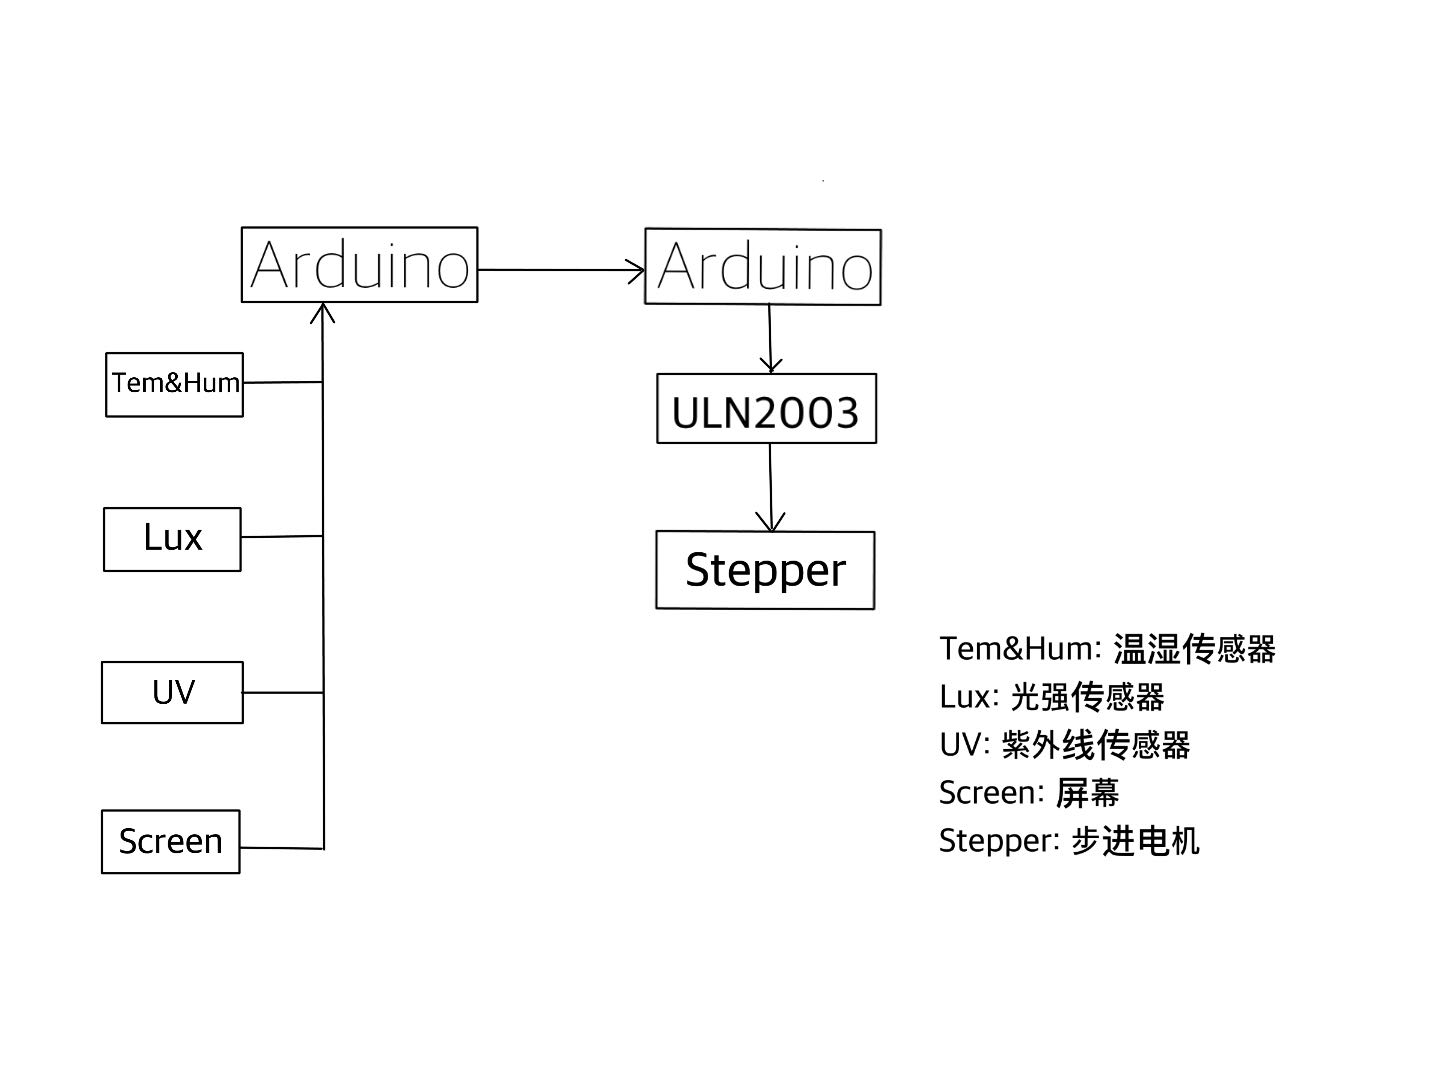 Arduino
Arduino
Tem&Hum
ULN2003
Lux
Stepper
UV
Screen
Tem&Hum: 温湿传感器
Lux: 光强传感器
UV: 紫外线传感器
Screen: 屏幕
Stepper: 步进电机